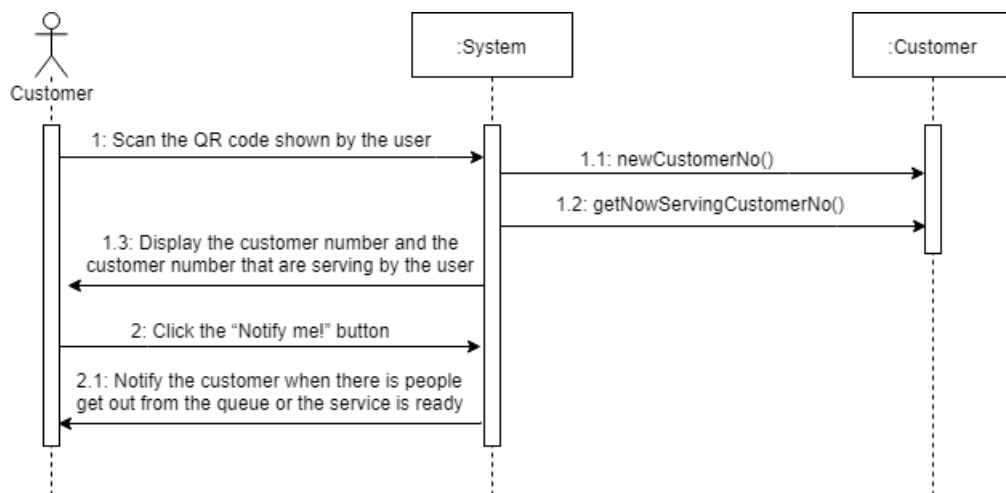 :System
:Customer
Customer
1: Scan the QR code shown by the user
1.1: newCustomerNo()
1.2: getNowServingCustomerNo()
1.3: Display the customer number and the
customer number that are serving by the user
2: Click the “Notify me!” button
2.1: Notify the customer when there is people
get out from the queue or the service is ready